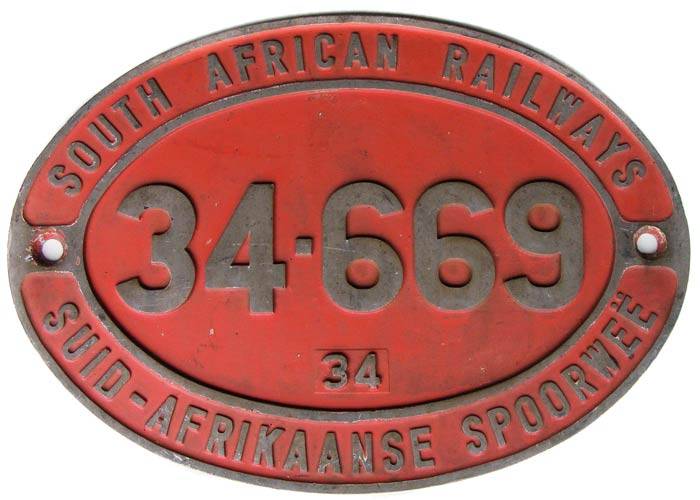 SOUTH AFRICAN RAILWAYS
34-669
34
SUID-AFRIKAANSE SPOORWEË